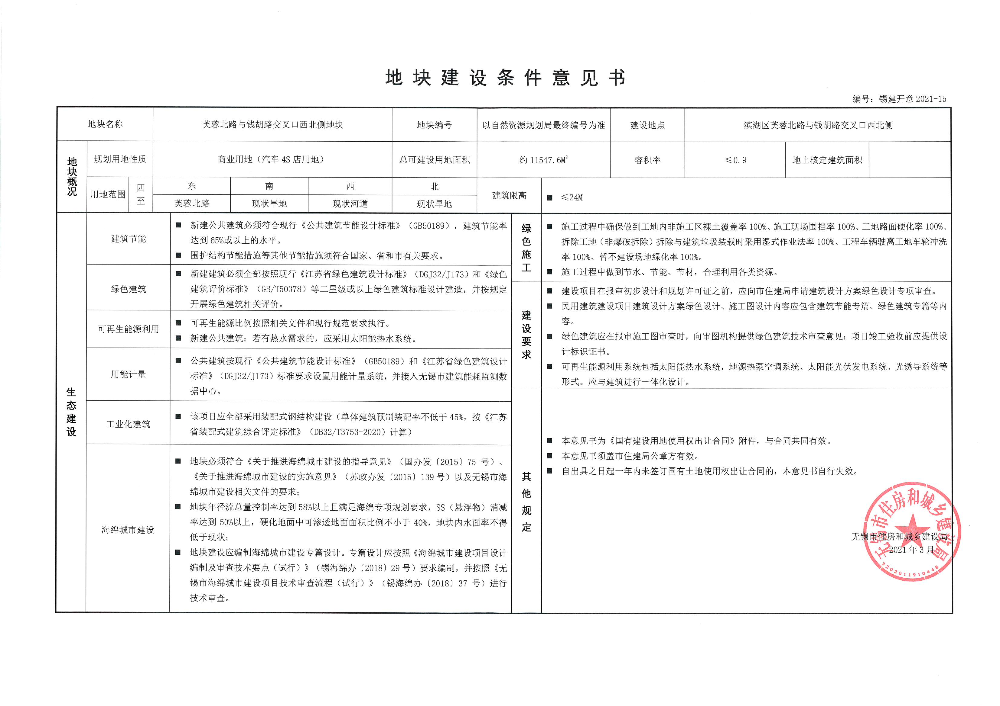 地块建设条件意见书
编号：锡建开意 2021-15
地块名称
芙蓉北路与钱胡路交叉口西北侧地块
地块编号
以自然资源规划局最终编号为准
建设地点
滨湖区芙蓉北路与钱胡路交叉口西北侧
地块概况
规划用地性质
商业用地（汽车 4S 店用地）
总可建设用地面积
约 11547.6M²
容积率
≤0.9
地上核定建筑面积
用地范围
四至
东
南
西
北
芙蓉北路
现状旱地
现状河道
现状旱地
建筑限高
■ ≤24M
生态建设
建筑节能
■ 新建公共建筑必须符合现行《公共建筑节能设计标准》（GB50189），建筑节能率
达到 65%或以上的水平。
■ 围护结构节能措施等其他节能措施须符合国家、省和市有关要求。
绿色建筑
■ 新建建筑必须全部按照现行《江苏省绿色建筑设计标准》（DGJ32/J173）和《绿色
建筑评价标准》（GB/T50378）等二星级或以上绿色建筑标准设计建造，并按规定
开展绿色建筑相关评价。
可再生能源利用
■ 可再生能源比例按照相关文件和现行规范要求执行。
■ 新建公共建筑：若有热水需求的，应采用太阳能热水系统。
用能计量
■ 公共建筑按现行《公共建筑节能设计标准》（GB50189）和《江苏省绿色建筑设计
标准》（DGJ32/J173）标准要求设置用能计量系统，并接入无锡市建筑能耗监测数
据中心。
工业化建筑
■ 该项目应全部采用装配式钢结构建设（单体建筑预制装配率不低于 45%，按《江苏
省装配式建筑综合评定标准》（DB32/T3753-2020）计算）
海绵城市建设
■ 地块必须符合《关于推进海绵城市建设的指导意见》（国办发〔2015〕75 号）、
《关于推进海绵城市建设的实施意见》（苏政办发〔2015〕139 号）以及无锡市海
绵城市建设相关文件的要求；
■ 地块年径流总量控制率达到 58%以上且满足海绵专项规划要求，SS（悬浮物）消减
率达到 50%以上，硬化地面中可渗透地面面积比例不小于 40%，地块内水面率不得
低于现状；
■ 地块建设应编制海绵城市建设专篇设计。专篇设计应按照《海绵城市建设项目设计
编制及审查技术要点（试行）》（锡海绵办〔2018〕29 号）要求编制，并按照《无
锡市海绵城市建设项目技术审查流程（试行）》（锡海绵办〔2018〕37 号）进行
技术审查。
绿色施工
■ 施工过程中确保做到工地内非施工区裸土覆盖率 100%、施工现场围挡率 100%、工地路面硬化率 100%、
拆除工地（非爆破拆除）拆除与建筑垃圾装载时采用湿式作业法率 100%、工程车辆驶离工地车轮冲洗
率 100%、暂不建设场地绿化率 100%。
■ 施工过程中做到节水、节能、节材，合理利用各类资源。
建设要求
■ 建设项目在报审初步设计和规划许可证之前，应向市住建局申请建筑设计方案绿色设计专项审查。
■ 民用建筑建设项目建筑设计方案绿色设计、施工图设计内容应包含建筑节能专篇、绿色建筑专篇等内
容。
■ 绿色建筑应在报审施工图审查时，向审图机构提供绿色建筑技术审查意见；项目竣工验收前应提供设
计标识证书。
■ 可再生能源利用系统包括太阳能热水系统，地源热泵空调系统、太阳能光伏发电系统、光诱导系统等
形式。应与建筑进行一体化设计。
其他规定
■ 本意见书为《国有建设用地使用权出让合同》附件，与合同共同有效。
■ 本意见书须盖市住建局公章方有效。
■ 自出具之日起一年内未签订国有土地使用权出让合同的，本意见书自行失效。
无锡市住房和城乡建设局
2021 年 3 月
无锡市住房和城乡建设局
3202011910448